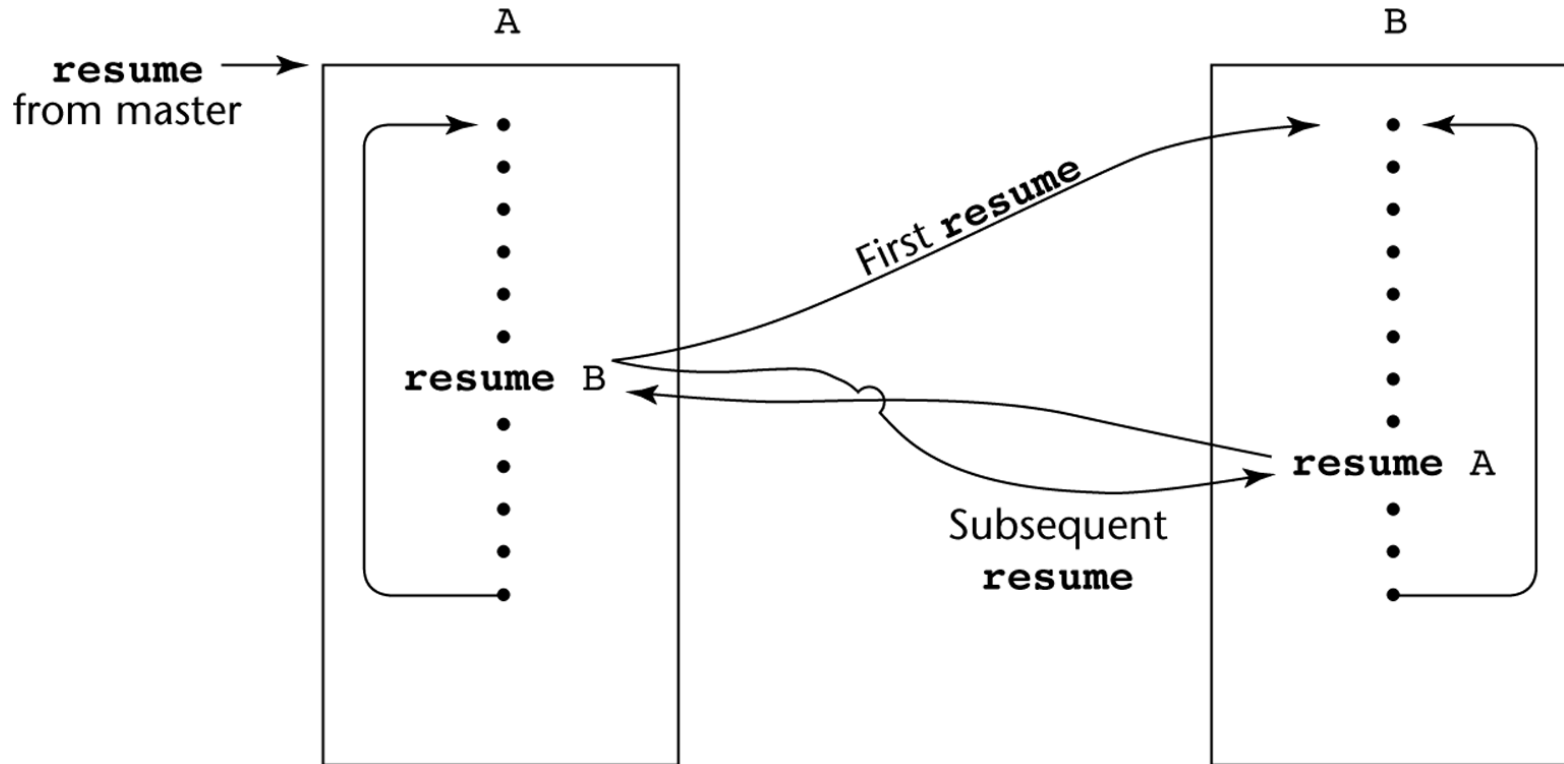 A
B
resume
from master
First resume
resume B
resume A
Subsequent
resume